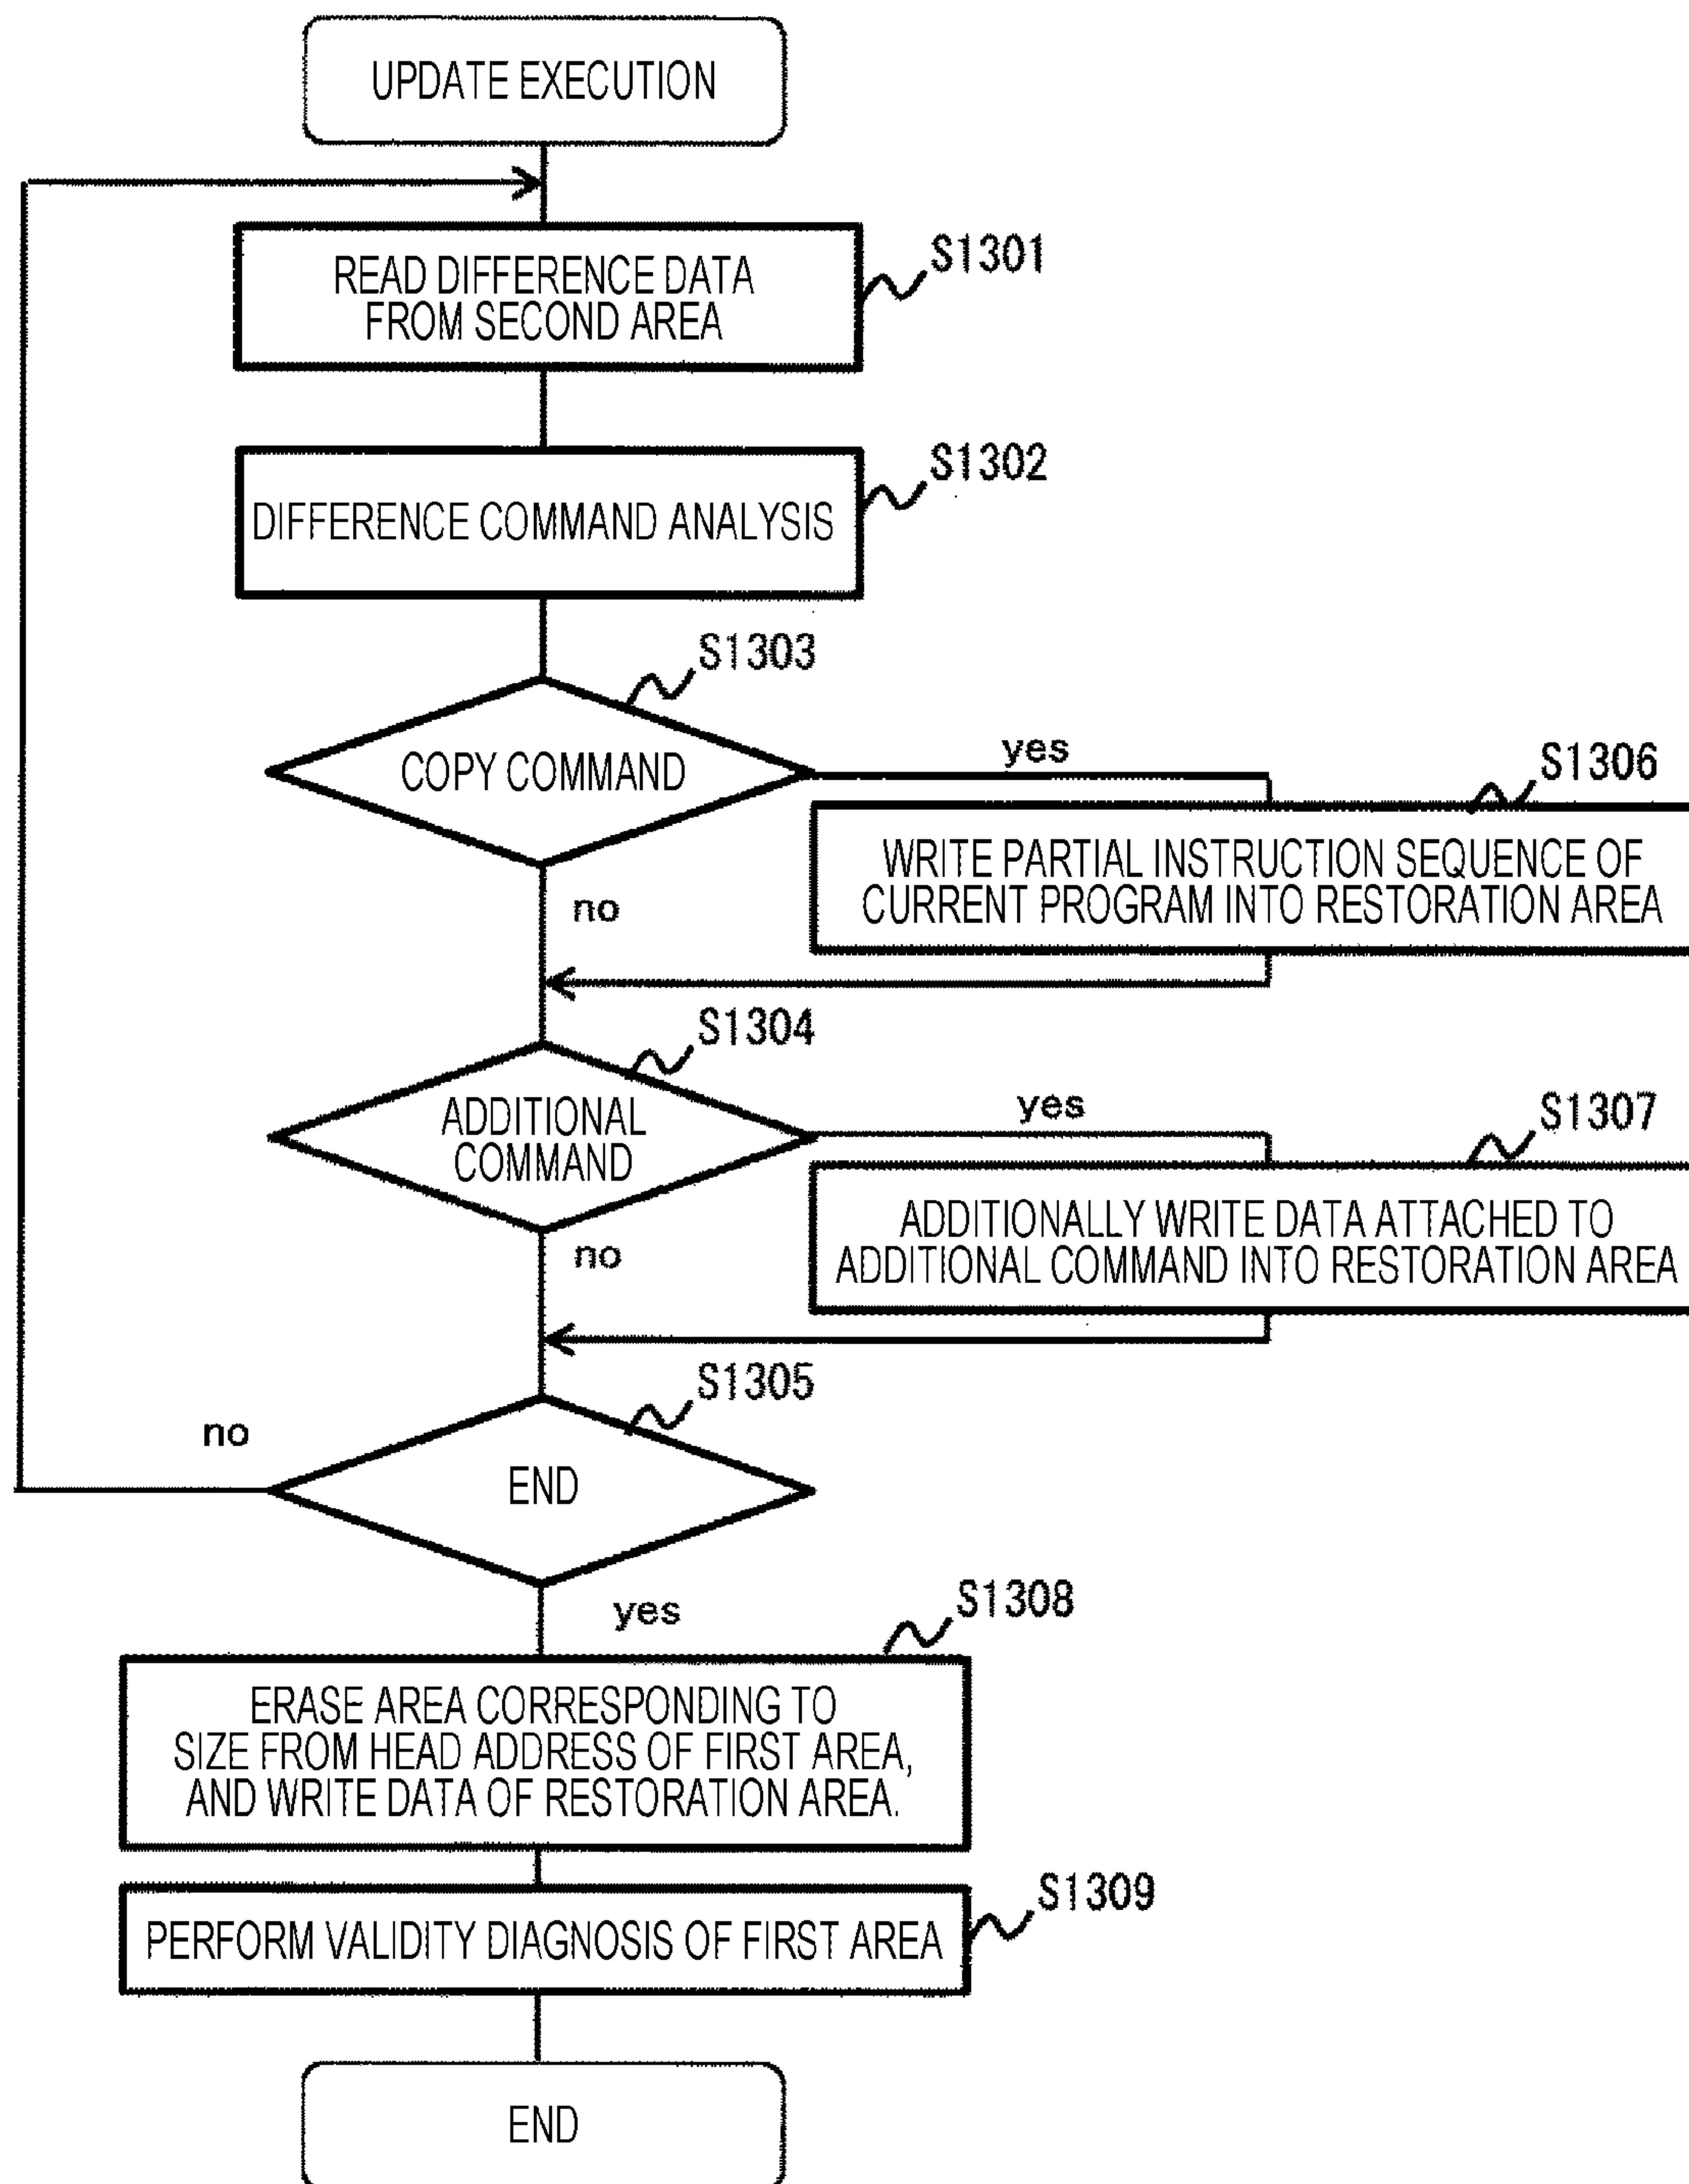 UPDATE EXECUTION
S1301
READ DIFFERENCE DATA
FROM SECOND AREA
S1302
DIFFERENCE COMMAND ANALYSIS
S1303
COPY COMMAND
yes
S1306
WRITE PARTIAL INSTRUCTION SEQUENCE OF
CURRENT PROGRAM INTO RESTORATION AREA
no
S1304
ADDITIONAL
COMMAND
yes
S1307
ADDITIONALLY WRITE DATA ATTACHED TO
ADDITIONAL COMMAND INTO RESTORATION AREA
no
S1305
no
END
yes
S1308
ERASE AREA CORRESPONDING TO
SIZE FROM HEAD ADDRESS OF FIRST AREA,
AND WRITE DATA OF RESTORATION AREA.
S1309
PERFORM VALIDITY DIAGNOSIS OF FIRST AREA
END